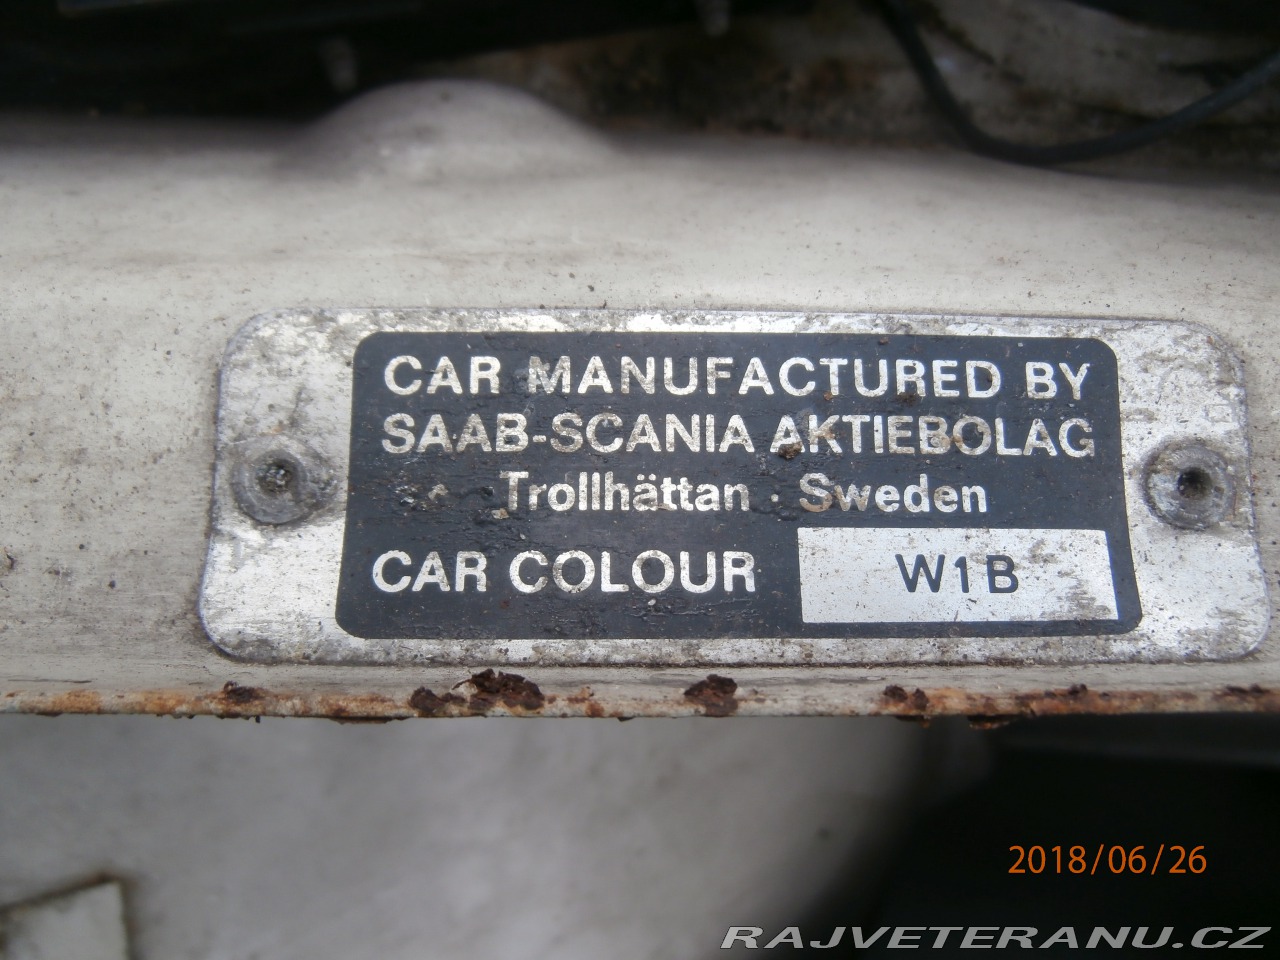 CAR MANUFACTURED BY
SAAB-SCANIA AKTIEBOLAG
Trollhättan · Sweden
CAR COLOUR W1B
2018/06/26
RAJVETERANU.CZ